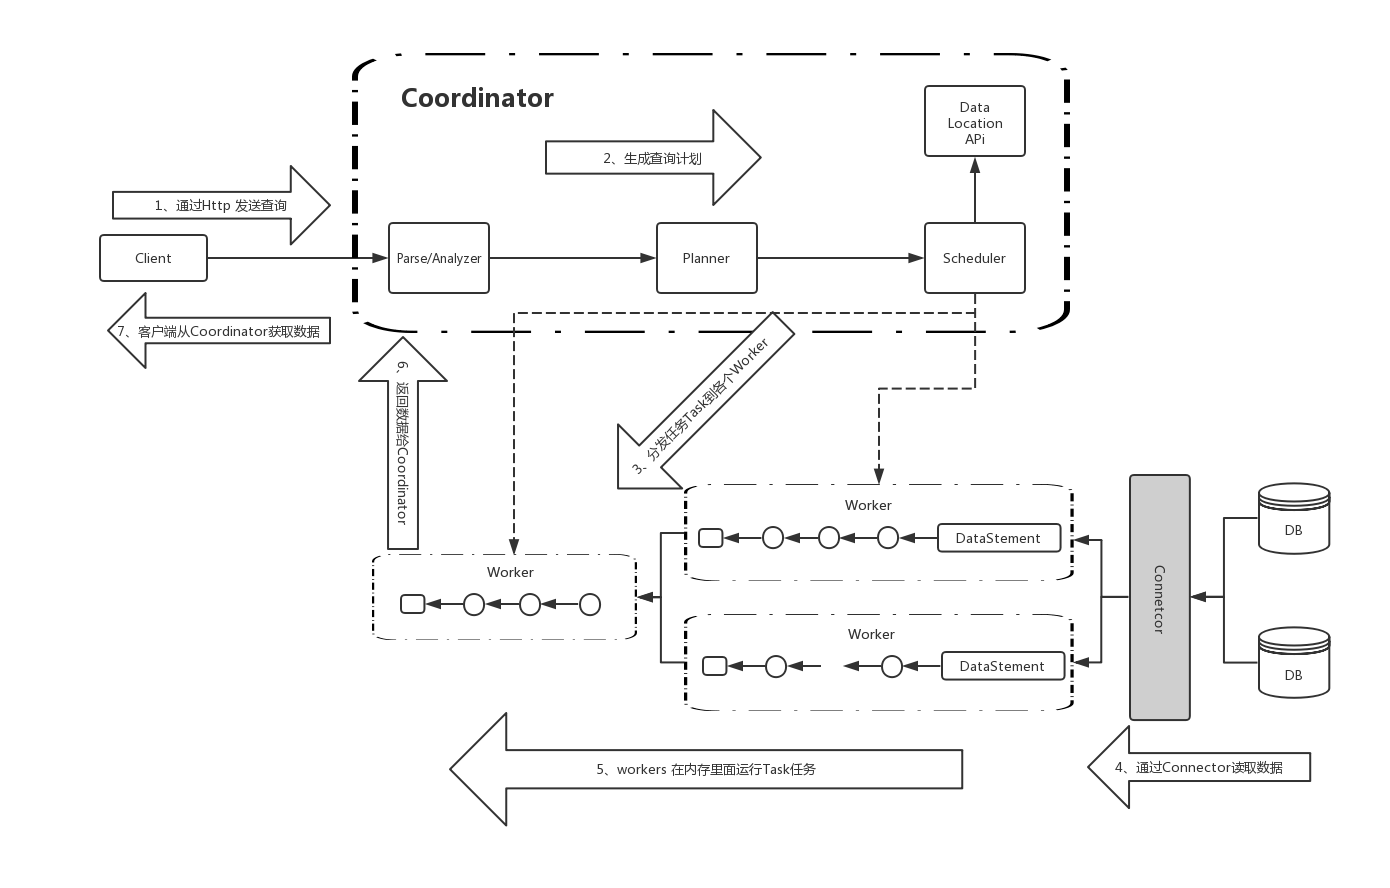 Coordinator
Data
Location
APi
2、生成查询计划
1、通过Http 发送查询
Client
Parse/Analyzer
Planner
Scheduler
7、客户端从Coordinator获取数据
3、分发任务Task到各个Worker
6、返回数据给Coordinator
Worker
DataStement
DB
Worker
Connetcor
Worker
DataStement
DB
5、workers 在内存里面运行Task任务
4、通过Connector读取数据